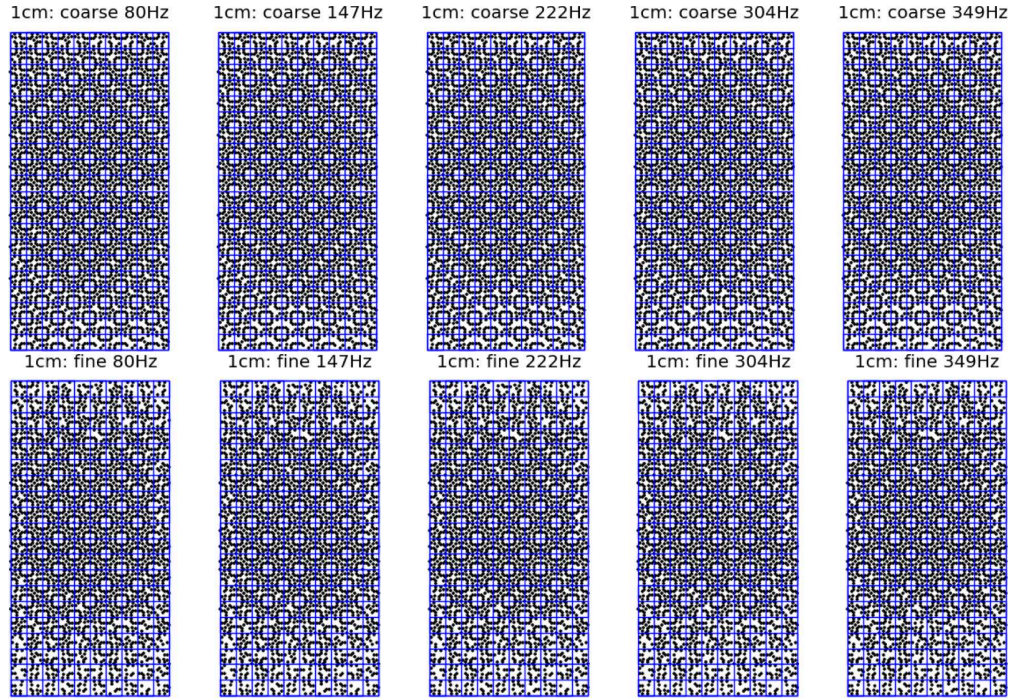 1cm: coarse 80Hz
1cm: coarse 147Hz
1cm: coarse 222Hz
1cm: coarse 304Hz
1cm: coarse 349Hz
1cm: fine 80Hz
1cm: fine 147Hz
1cm: fine 222Hz
1cm: fine 304Hz
1cm: fine 349Hz